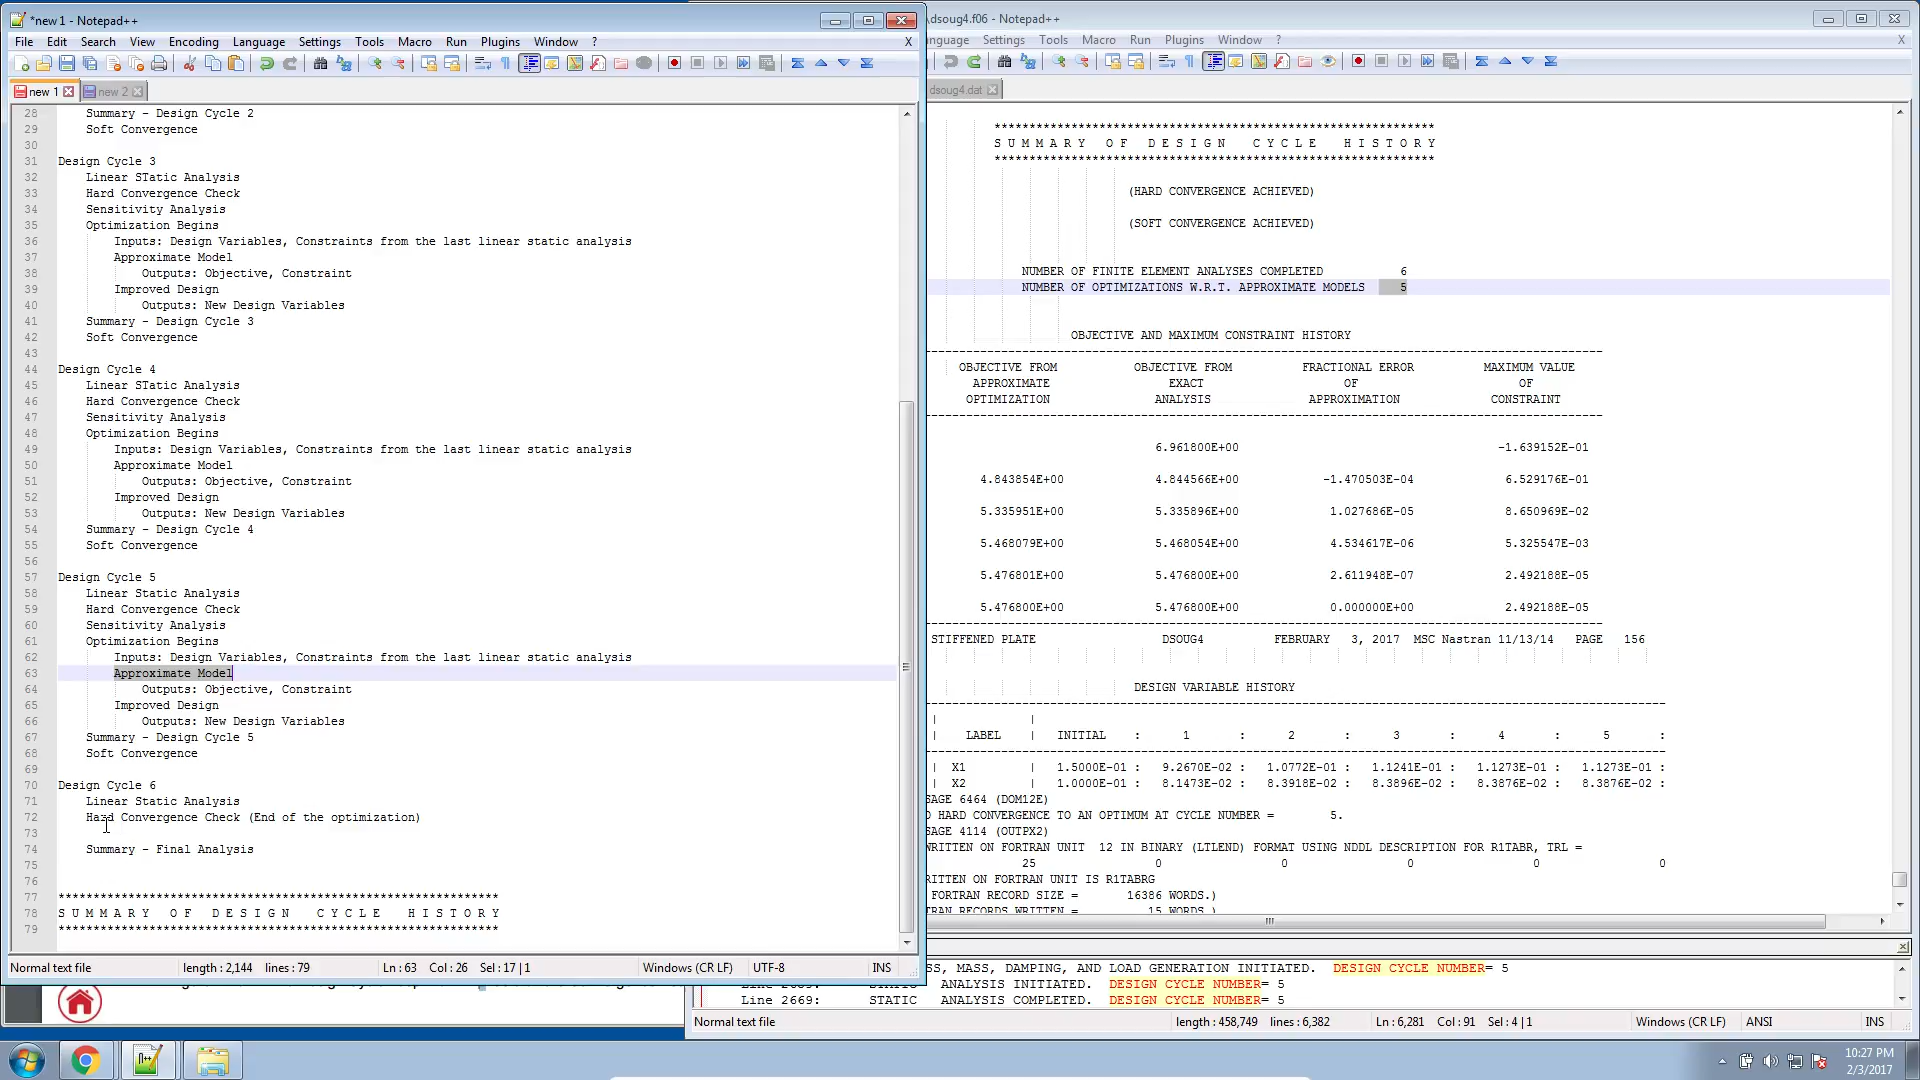 *new 1 - Notepad++
File Edit Search View Encoding Language Settings Tools Macro Run Plugins Window ? X
new 1 new 2
28 Summary - Design Cycle 2
29 Soft Convergence
30
31 Design Cycle 3
32 Linear STatic Analysis
33 Hard Convergence Check
34 Sensitivity Analysis
35 Optimization Begins
36 Inputs: Design Variables, Constraints from the last linear static analysis
37 Approximate Model
38 Outputs: Objective, Constraint
39 Improved Design
40 Outputs: New Design Variables
41 Summary - Design Cycle 3
42 Soft Convergence
43
44 Design Cycle 4
45 Linear STatic Analysis
46 Hard Convergence Check
47 Sensitivity Analysis
48 Optimization Begins
49 Inputs: Design Variables, Constraints from the last linear static analysis
50 Approximate Model
51 Outputs: Objective, Constraint
52 Improved Design
53 Outputs: New Design Variables
54 Summary - Design Cycle 4
55 Soft Convergence
56
57 Design Cycle 5
58 Linear Static Analysis
59 Hard Convergence Check
60 Sensitivity Analysis
61 Optimization Begins
62 Inputs: Design Variables, Constraints from the last linear static analysis
63 Approximate Model
64 Outputs: Objective, Constraint
65 Improved Design
66 Outputs: New Design Variables
67 Summary - Design Cycle 5
68 Soft Convergence
69
70 Design Cycle 6
71 Linear Static Analysis
72 Hard Convergence Check (End of the optimization)
73
74 Summary - Final Analysis
75
76
77 ***************************************************************
78 S U M M A R Y   O F   D E S I G N   C Y C L E   H I S T O R Y
79 ***************************************************************
Normal text file length : 2,144 lines : 79 Ln : 63 Col : 26 Sel : 17 | 1 Windows (CR LF) UTF-8 INS
\dsoug4.f06 - Notepad++
nguage Settings Tools Macro Run Plugins Window ? X
dsoug4.dat
***************************************************************
S U M M A R Y   O F   D E S I G N   C Y C L E   H I S T O R Y
***************************************************************
(HARD CONVERGENCE ACHIEVED)
(SOFT CONVERGENCE ACHIEVED)
NUMBER OF FINITE ELEMENT ANALYSES COMPLETED 6
NUMBER OF OPTIMIZATIONS W.R.T. APPROXIMATE MODELS 5
OBJECTIVE AND MAXIMUM CONSTRAINT HISTORY
OBJECTIVE FROM OBJECTIVE FROM FRACTIONAL ERROR MAXIMUM VALUE
APPROXIMATE EXACT OF OF
OPTIMIZATION ANALYSIS APPROXIMATION CONSTRAINT
6.961800E+00 -1.639152E-01
4.843854E+00 4.844566E+00 -1.470503E-04 6.529176E-01
5.335951E+00 5.335896E+00 1.027686E-05 8.650969E-02
5.468079E+00 5.468054E+00 4.534617E-06 5.325547E-03
5.476801E+00 5.476800E+00 2.611948E-07 2.492188E-05
5.476800E+00 5.476800E+00 0.000000E+00 2.492188E-05
STIFFENED PLATE DSOUG4 FEBRUARY 3, 2017 MSC Nastran 11/13/14 PAGE 156
DESIGN VARIABLE HISTORY
| |
| LABEL | INITIAL : 1 : 2 : 3 : 4 : 5 :
| X1 | 1.5000E-01 : 9.2670E-02 : 1.0772E-01 : 1.1241E-01 : 1.1273E-01 : 1.1273E-01 :
| X2 | 1.0000E-01 : 8.1473E-02 : 8.3918E-02 : 8.3896E-02 : 8.3876E-02 : 8.3876E-02 :
SAGE 6464 (DOM12E)
D HARD CONVERGENCE TO AN OPTIMUM AT CYCLE NUMBER = 5.
SAGE 4114 (OUTPX2)
WRITTEN ON FORTRAN UNIT 12 IN BINARY (LTLEND) FORMAT USING NDDL DESCRIPTION FOR R1TABR, TRL =
25 0 0 0 0 0
RITTEN ON FORTRAN UNIT IS R1TABRG
FORTRAN RECORD SIZE = 16386 WORDS.)
TRAN RECORDS WRITTEN = 15 WORDS.)
SS, MASS, DAMPING, AND LOAD GENERATION INITIATED. DESIGN CYCLE NUMBER= 5
ANALYSIS INITIATED. DESIGN CYCLE NUMBER= 5
Line 2669: STATIC ANALYSIS COMPLETED. DESIGN CYCLE NUMBER= 5
Normal text file length : 458,749 lines : 6,382 Ln : 6,281 Col : 91 Sel : 4 | 1 Windows (CR LF) ANSI INS
10:27 PM
2/3/2017